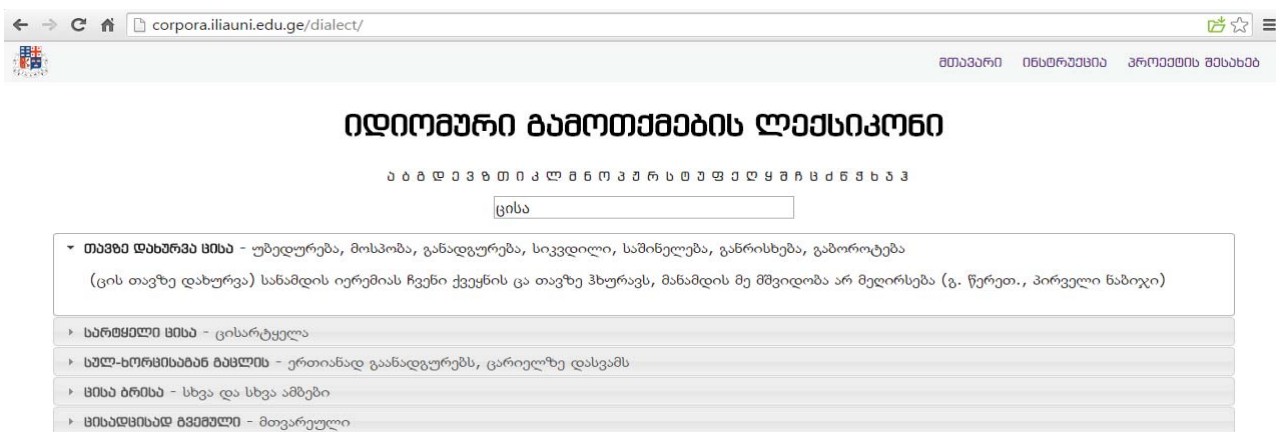 corpora.iliauni.edu.ge/dialect/
მთავარი ინსტრუქცია პროექტის შესახებ
იდიომური გამოთქმების ლექსიკონი
ა ბ გ დ ე ვ ზ თ ი კ ლ მ ნ ო პ ჟ რ ს ტ უ ფ ქ ღ ყ შ ჩ ც ძ წ ჭ ხ ჯ ჰ
ცისა
თავზე დახურვა ცისა - უბედურება, მოსპობა, განადგურება, სიკვდილი, საშინელება, განრისხება, გაბოროტება
(ცის თავზე დახურვა) სანამდის იერემიას ჩვენი ქვეყნის ცა თავზე ჰხურავს, მანამდის მე მშვიდობა არ მეღირსება (გ. წერეთ., პირველი ნაბიჯი)
სარტყელი ცისა - ცისარტყელა
სულ-ხორცისაგან გაცლის - ერთიანად გაანადგურებს, ცარიელზე დასვამს
ცისა ბრისა - სხვა და სხვა ამბები
ცისადცისად გვემული - მთვარეული